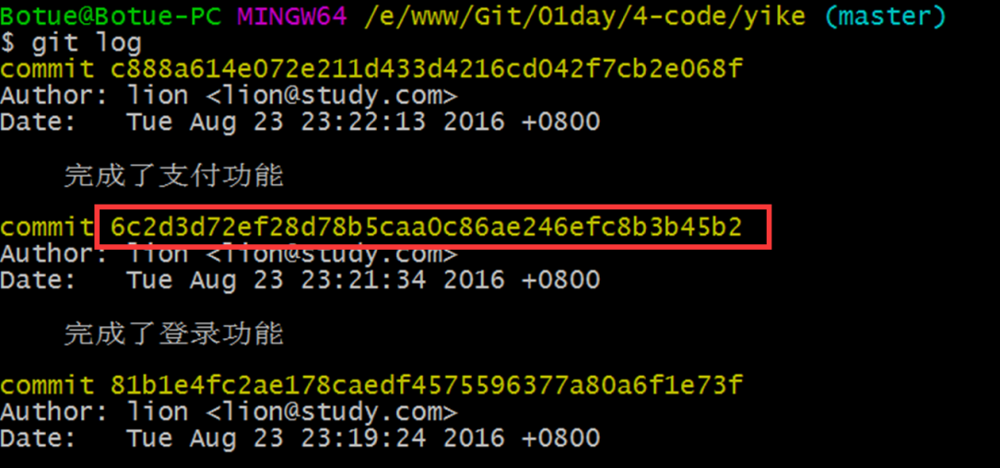 Botue@Botue-PC MINGW64 /e/www/Git/01day/4-code/yike (master)
$ git log
commit c888a614e072e211d433d4216cd042f7cb2e068f
Author: lion <lion@study.com>
Date:   Tue Aug 23 23:22:13 2016 +0800
完成了支付功能
commit 6c2d3d72ef28d78b5caa0c86ae246efc8b3b45b2
Author: lion <lion@study.com>
Date:   Tue Aug 23 23:21:34 2016 +0800
完成了登录功能
commit 81b1e4fc2ae178caedf4575596377a80a6f1e73f
Author: lion <lion@study.com>
Date:   Tue Aug 23 23:19:24 2016 +0800